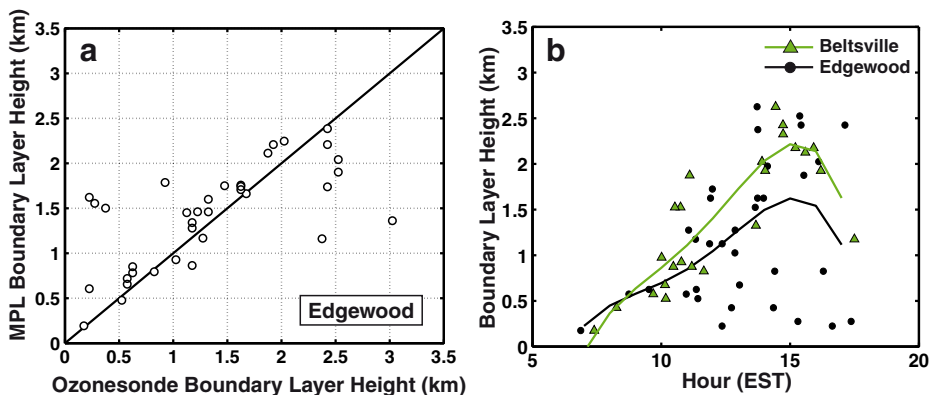 a
MPL Boundary Layer Height (km)
3.5
3
2.5
2
1.5
1
0.5
0
0 0.5 1 1.5 2 2.5 3 3.5
Edgewood
Ozonesonde Boundary Layer Height (km)
b
Beltsville
Edgewood
Boundary Layer Height (km)
3.5
3
2.5
2
1.5
1
0.5
0
5 10 15 20
Hour (EST)